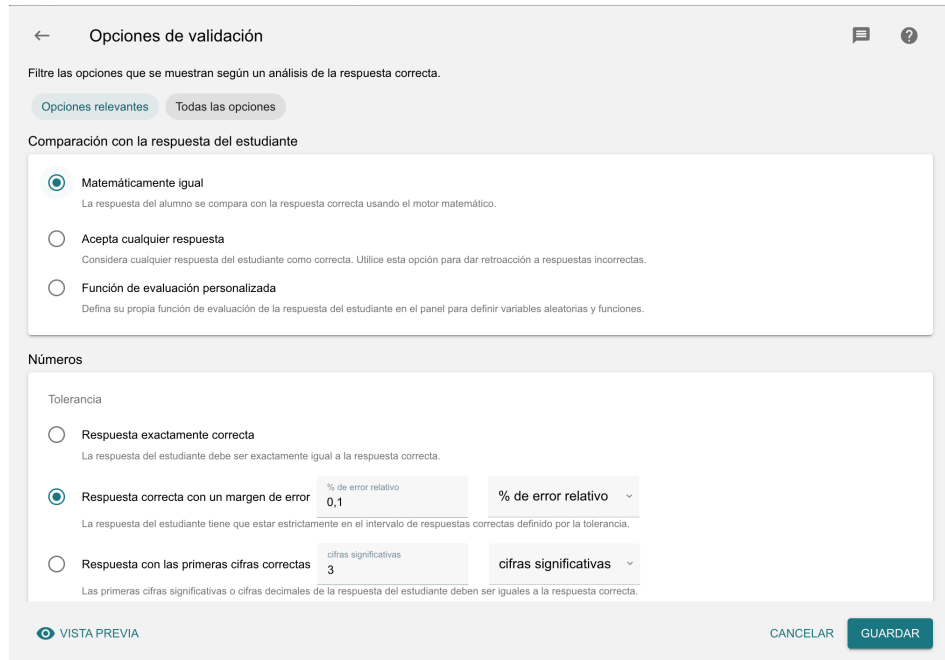 Opciones de validación
Filtre las opciones que se muestran según un análisis de la respuesta correcta.
Opciones relevantes
Todas las opciones
Comparación con la respuesta del estudiante
Matemáticamente igual
La respuesta del alumno se compara con la respuesta correcta usando el motor matemático.
Acepta cualquier respuesta
Considera cualquier respuesta del estudiante como correcta. Utilice esta opción para dar retroacción a respuestas incorrectas.
Función de evaluación personalizada
Defina su propia función de evaluación de la respuesta del estudiante en el panel para definir variables aleatorias y funciones.
Números
Tolerancia
Respuesta exactamente correcta
La respuesta del estudiante debe ser exactamente igual a la respuesta correcta.
Respuesta correcta con un margen de error
% de error relativo
0,1
% de error relativo
La respuesta del estudiante tiene que estar estrictamente en el intervalo de respuestas correctas definido por la tolerancia.
Respuesta con las primeras cifras correctas
cifras significativas
3
cifras significativas
Las primeras cifras significativas o cifras decimales de la respuesta del estudiante deben ser iguales a la respuesta correcta.
VISTA PREVIA
CANCELAR
GUARDAR